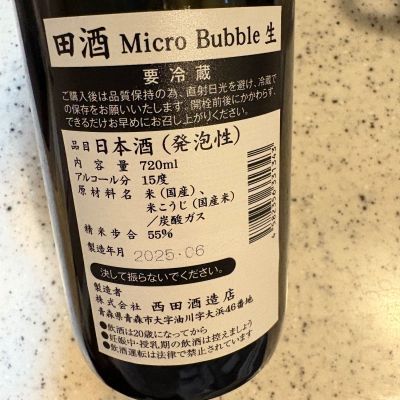 田酒 Micro Bubble 生
要冷蔵
ご購入後は品質保持の為、直射日光を避け、冷蔵で
の保存をお願いいたします。開栓前後にかかわらず、
できるだけお早めにお召し上がりください。
品目 日本酒(発泡性)
内容量 720ml
アルコール分 15度
原材料名 米(国産)、
米こうじ(国産米)
/炭酸ガス
精米歩合 55%
製造年月 2025.06
決して振らないでください。
製造者
株式会社 西田酒造店
青森県青森市大字油川字大浜46番地
●飲酒は20歳になってから
●妊娠中・授乳期の飲酒は控えましょう
●飲酒運転は法律で禁止されています